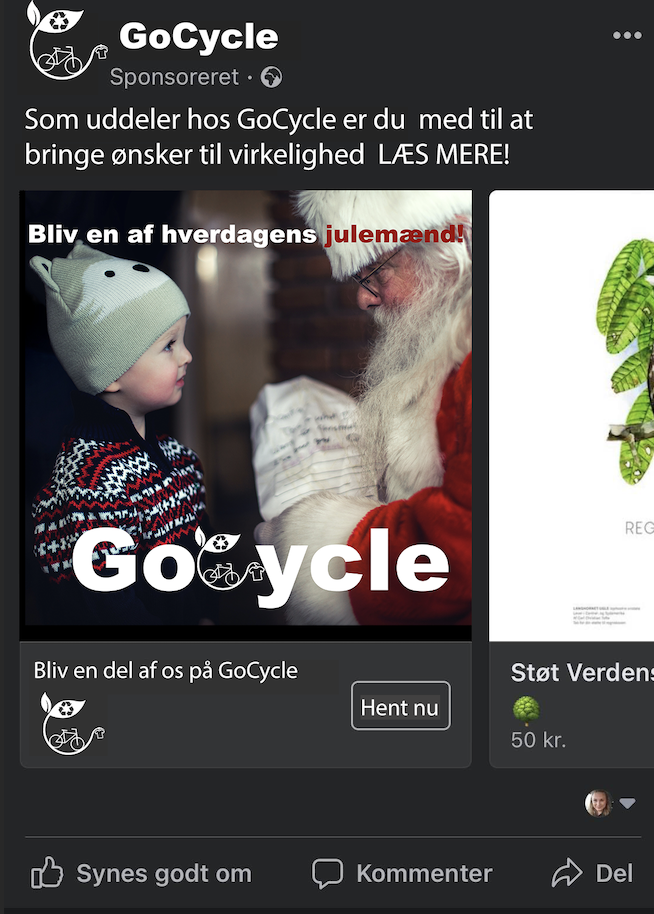 GoCycle
Sponsoreret ·
Som uddeler hos GoCycle er du med til at
bringe ønsker til virkelighed LÆS MERE!
Bliv en af hverdagens julemænd!
GoCycle
REG
Bliv en del af os på GoCycle
Hent nu
Støt Verdens
50 kr.
Synes godt om
Kommenter
Del